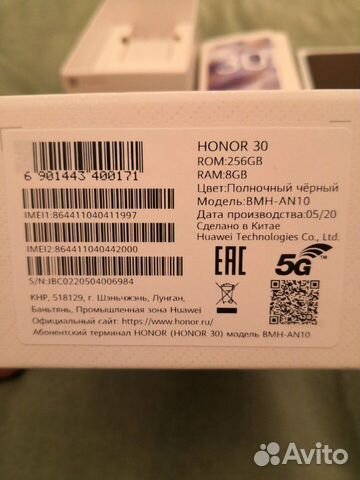 30
HONOR 30
ROM:256GB
RAM:8GB
Цвет:Полночный чёрный
Модель:BMH-AN10
Дата производства:05/20
Сделано в Китае
Huawei Technologies Co., Ltd.
6 901443 400171
IMEI1:864411040411997
IMEI2:864411040442000
S/N:JBC0220504006984
EAC
5G
КНР, 518129, г. Шэньчжэнь, Лунган,
Баньтянь, Промышленная зона Huawei
Официальный сайт: https://www.honor.ru/
Абонентский терминал HONOR (HONOR 30) модель BMH-AN10
Avito